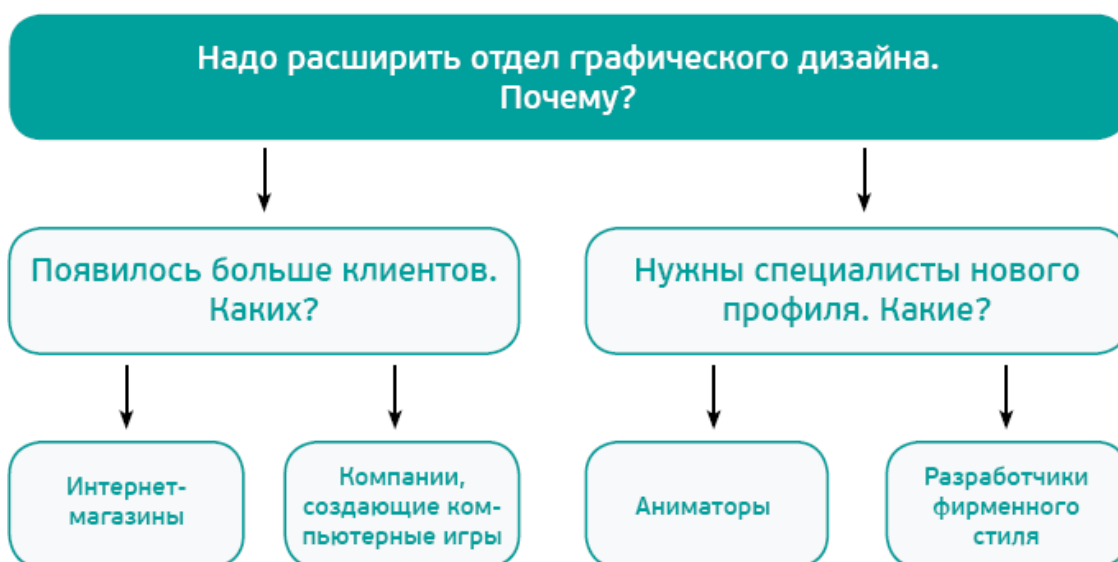 Надо расширить отдел графического дизайна.
Почему?
Появилось больше клиентов.
Каких?
Нужны специалисты нового
профиля. Какие?
Интернет-
магазины
Компании,
создающие ком-
пьютерные игры
Аниматоры
Разработчики
фирменного
стиля